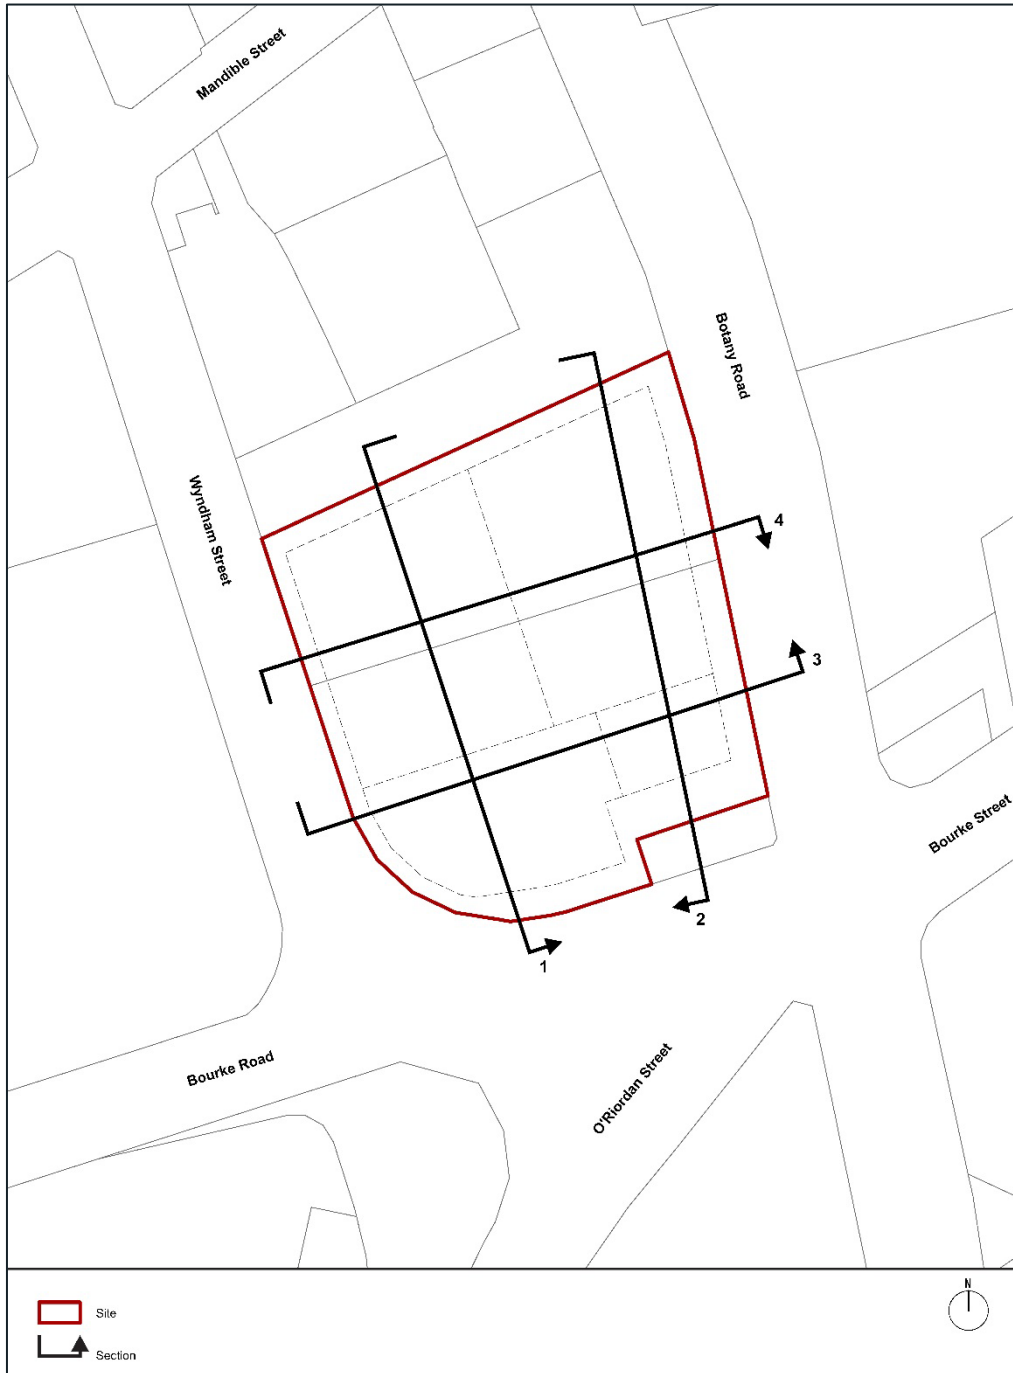 Mandible Street
Botany Road
Wyndham Street
4
3
Bourke Street
2
1
Bourke Road
O'Riordan Street
N
Site
Section